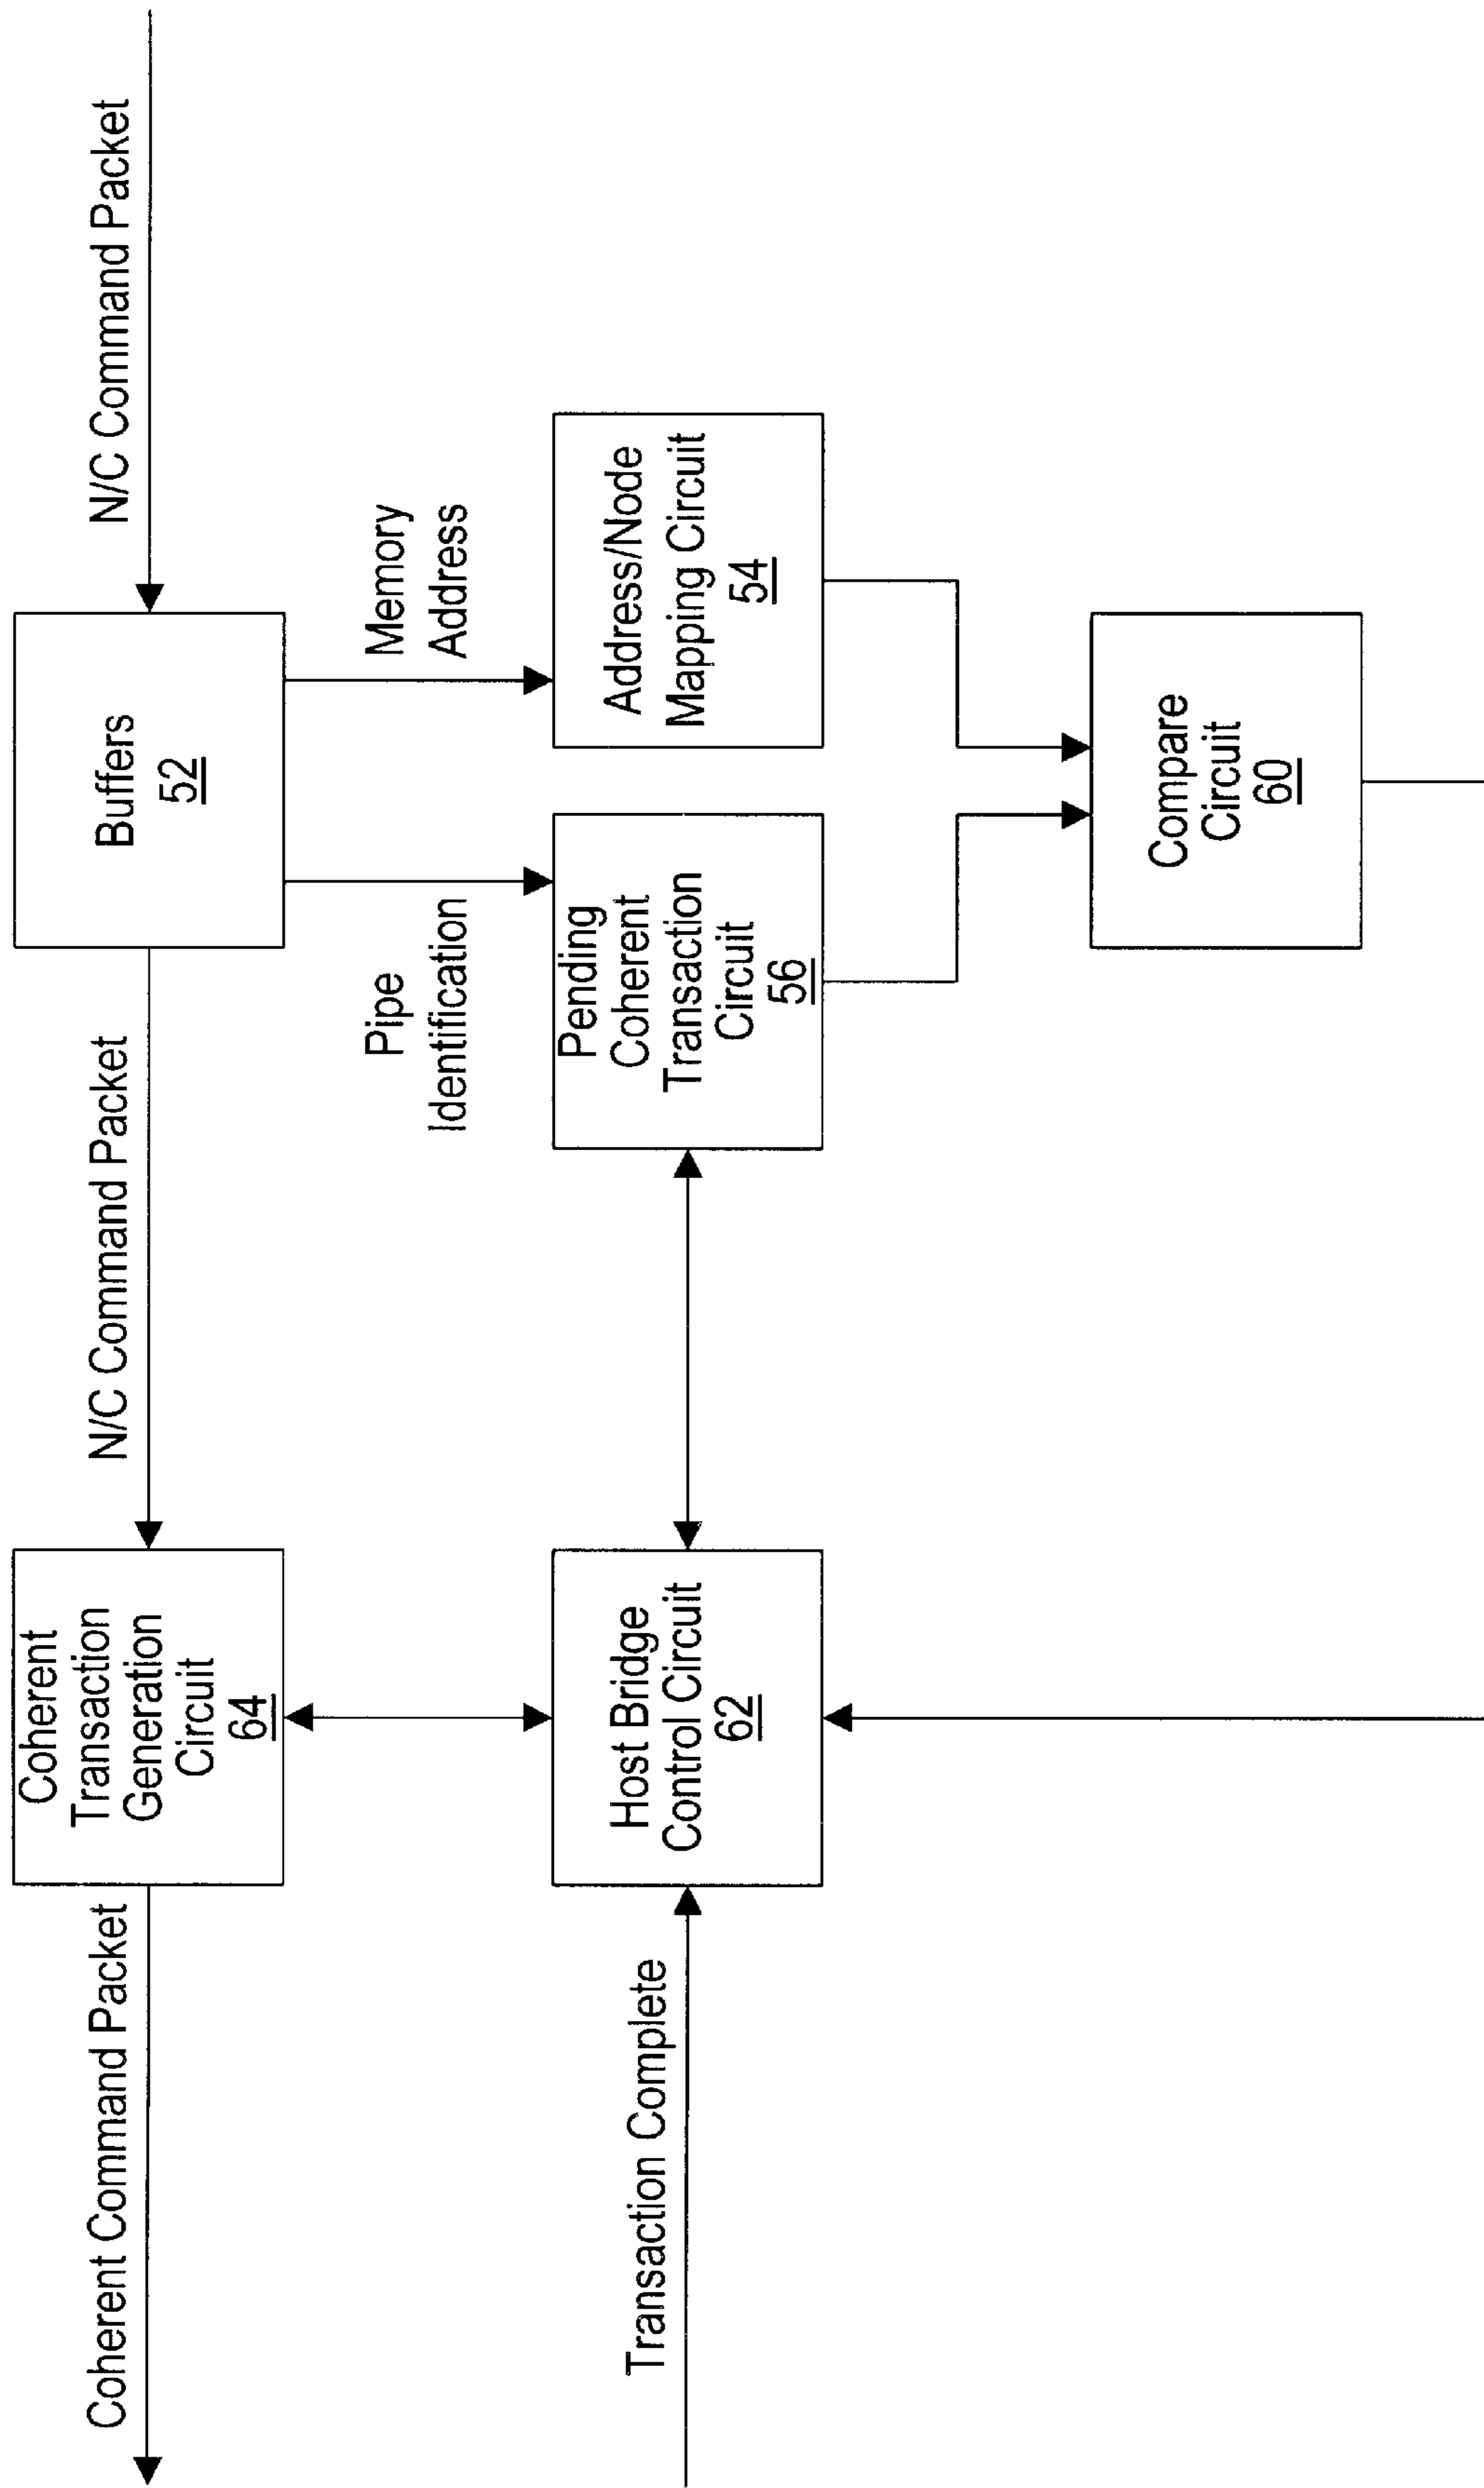 Coherent Command Packet
Coherent
Transaction
Generation
Circuit
64
N/C Command Packet
Buffers
52
N/C Command Packet
Pipe
Identification
Memory
Address
Transaction Complete
Host Bridge
Control Circuit
62
Pending
Coherent
Transaction
Circuit
56
Address/Node
Mapping Circuit
54
Compare
Circuit
60